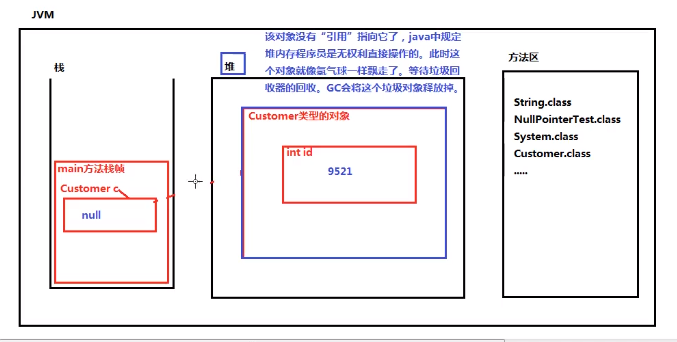 JVM
栈
main方法栈帧
Customer c
null
堆
该对象没有“引用”指向它了，java中规定
堆内存程序员是无权利直接操作的。此时这
个对象就像氢气球一样飘走了。等待垃圾回
收器的回收。GC会将这个垃圾对象释放掉。
Customer类型的对象
int id
9521
方法区
String.class
NullPointerTest.class
System.class
Customer.class
.....